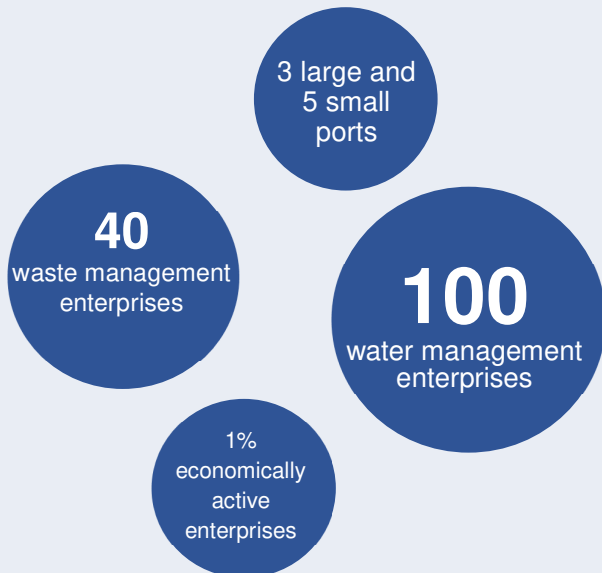 3 large and
5 small
ports
40
waste management
enterprises
100
water management
enterprises
1%
economically
active
enterprises